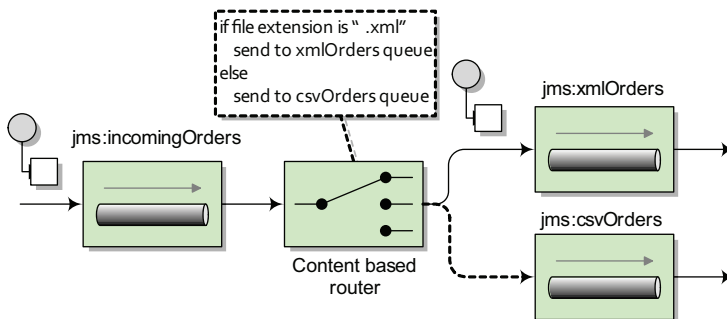 if file extension is “ .xml”
send to xmlOrders queue
else
send to csvOrders queue
jms:xmlOrders
jms:incomingOrders
jms:csvOrders
Content based
router